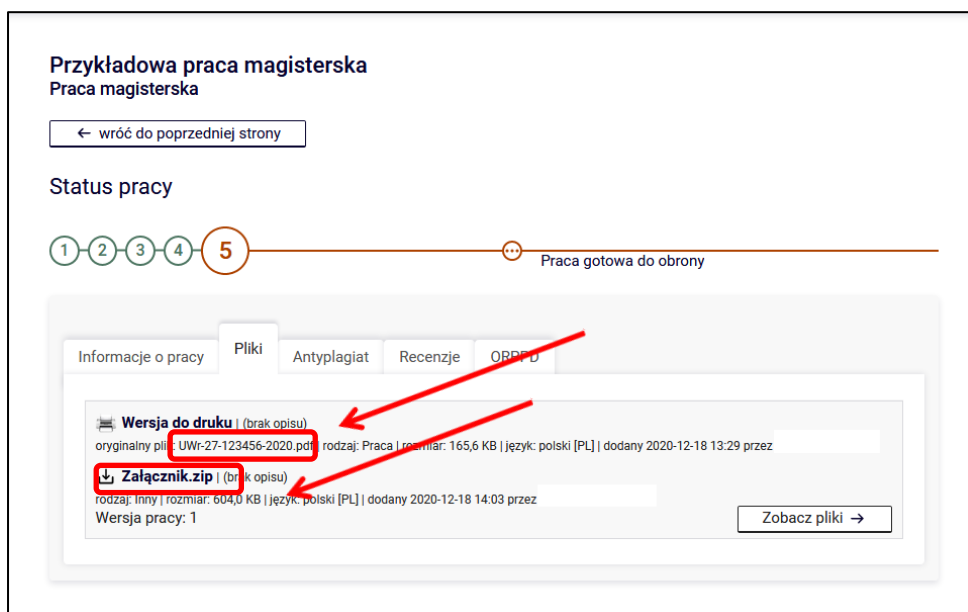 Przykładowa praca magisterska
Praca magisterska
← wróć do poprzedniej strony
Status pracy
1 2 3 4 5
Praca gotowa do obrony
Informacje o pracy Pliki Antyplagiat Recenzje ORPPD
Wersja do druku | (brak opisu)
oryginalny plik: UWr-27-123456-2020.pdf | rodzaj: Praca | rozmiar: 165,6 KB | język: polski [PL] | dodany 2020-12-18 13:29 przez
Załącznik.zip | (brak opisu)
rodzaj: Inny | rozmiar: 604,0 KB | język: polski [PL] | dodany 2020-12-18 14:03 przez
Wersja pracy: 1
Zobacz pliki →